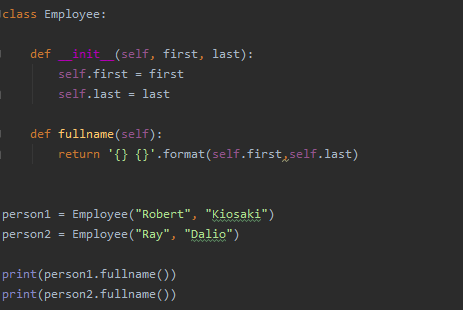 class Employee:
    def __init__(self, first, last):
        self.first = first
        self.last = last
    def fullname(self):
        return '{} {}'.format(self.first,self.last)
person1 = Employee("Robert", "Kiosaki")
person2 = Employee("Ray", "Dalio")
print(person1.fullname())
print(person2.fullname())